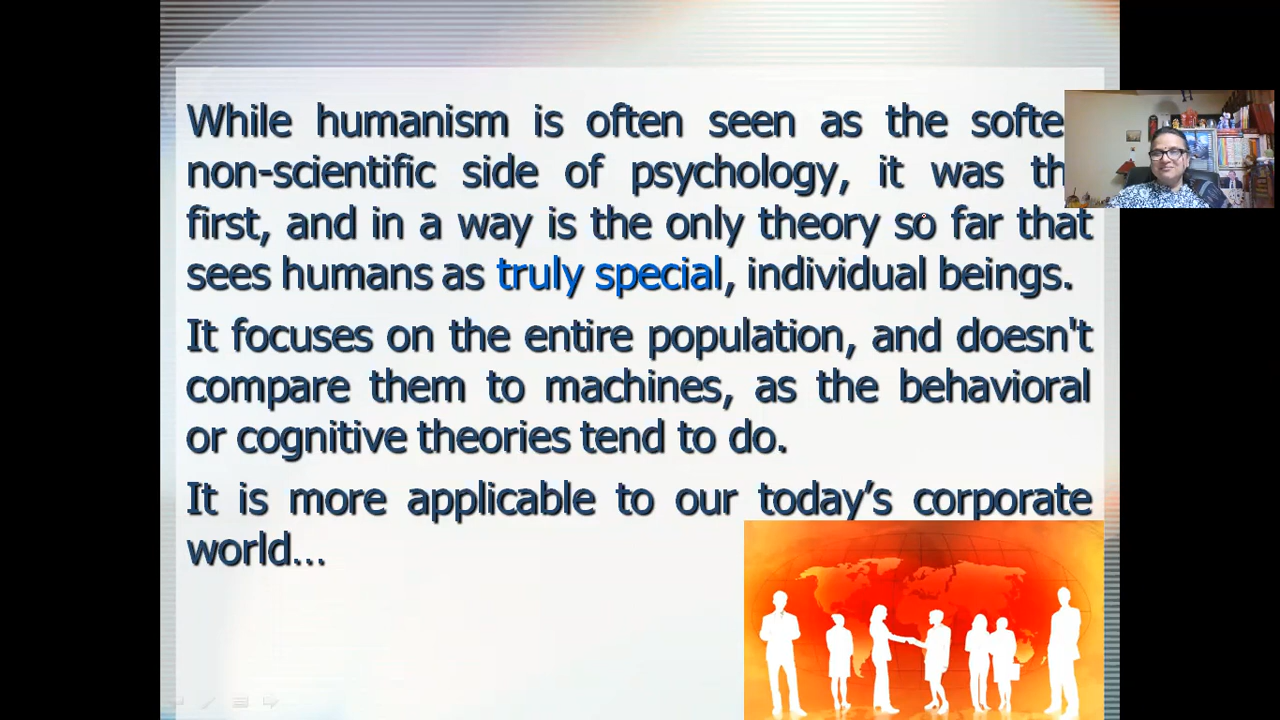 While humanism is often seen as the softe
non-scientific side of psychology, it was th
first, and in a way is the only theory so far that
sees humans as truly special, individual beings.
It focuses on the entire population, and doesn't
compare them to machines, as the behavioral
or cognitive theories tend to do.
It is more applicable to our today’s corporate
world…